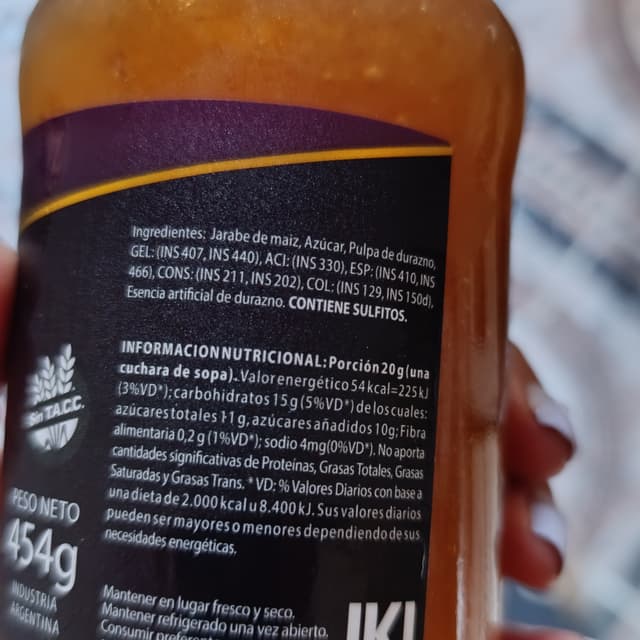 Ingredientes: Jarabe de maiz, Azúcar, Pulpa de durazno,
GEL: (INS 407, INS 440), ACI: (INS 330), ESP: (INS 410, INS
466), CONS: (INS 211, INS 202), COL: (INS 129, INS 150d),
Esencia artificial de durazno. CONTIENE SULFITOS.
INFORMACION NUTRICIONAL: Porción 20g (una
cuchara de sopa). Valor energético 54 kcal=225 kJ
(3%VD*); carbohidratos 15 g (5%VD*) de los cuales:
azúcares totales 11g, azúcares añadidos 10g; Fibra
alimentaria 0,2 g (1%VD*); sodio 4mg(0%VD*). No aporta
cantidades significativas de Proteínas, Grasas Totales, Grasas
Saturadas y Grasas Trans. * VD: % Valores Diarios con base a
una dieta de 2.000 kcal u 8.400 kJ. Sus valores diarios
pueden ser mayores o menores dependiendo de sus
necesidades energéticas.
Sin T.A.C.C.
PESO NETO
454g
INDUSTRIA
ARGENTINA
Mantener en lugar fresco y seco.
Mantener refrigerado una vez abierto.
Consumir